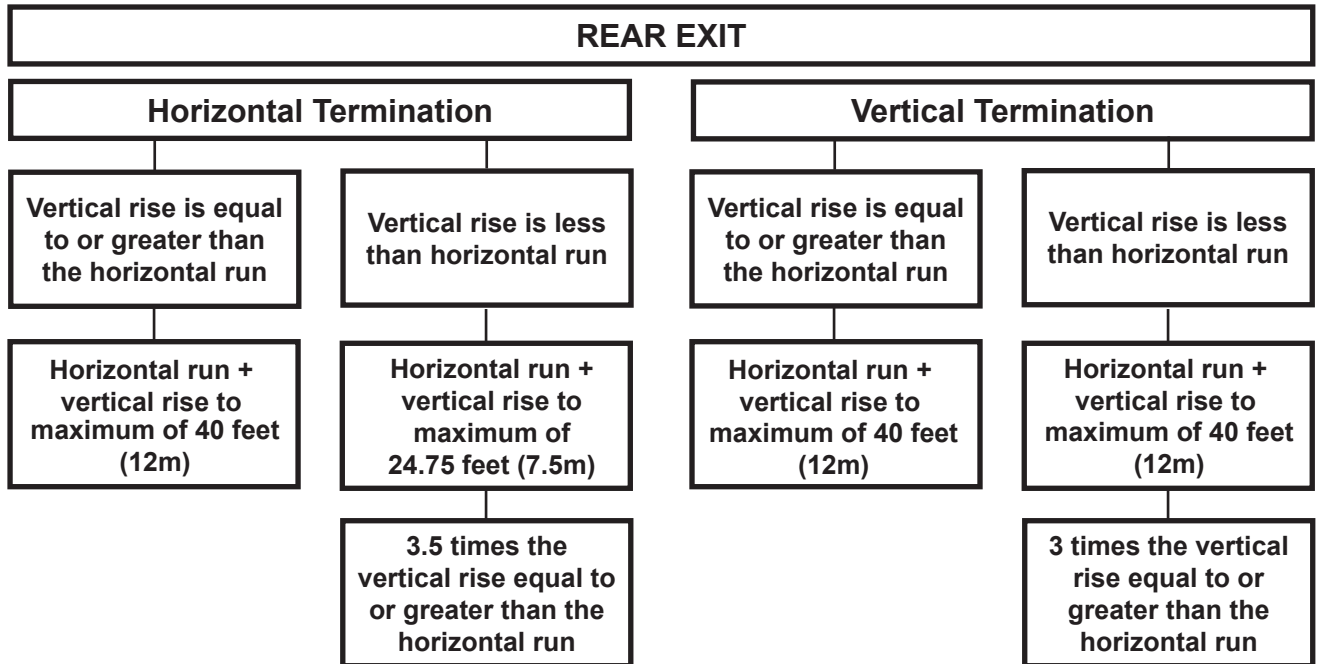 REAR EXIT
Horizontal Termination
Vertical Termination
Vertical rise is equal
to or greater than
the horizontal run
Vertical rise is less
than horizontal run
Vertical rise is equal
to or greater than
the horizontal run
Vertical rise is less
than horizontal run
Horizontal run +
vertical rise to
maximum of 40 feet
(12m)
Horizontal run +
vertical rise to
maximum of
24.75 feet (7.5m)
Horizontal run +
vertical rise to
maximum of 40 feet
(12m)
Horizontal run +
vertical rise to
maximum of 40 feet
(12m)
3.5 times the
vertical rise equal to
or greater than the
horizontal run
3 times the vertical
rise equal to or
greater than the
horizontal run